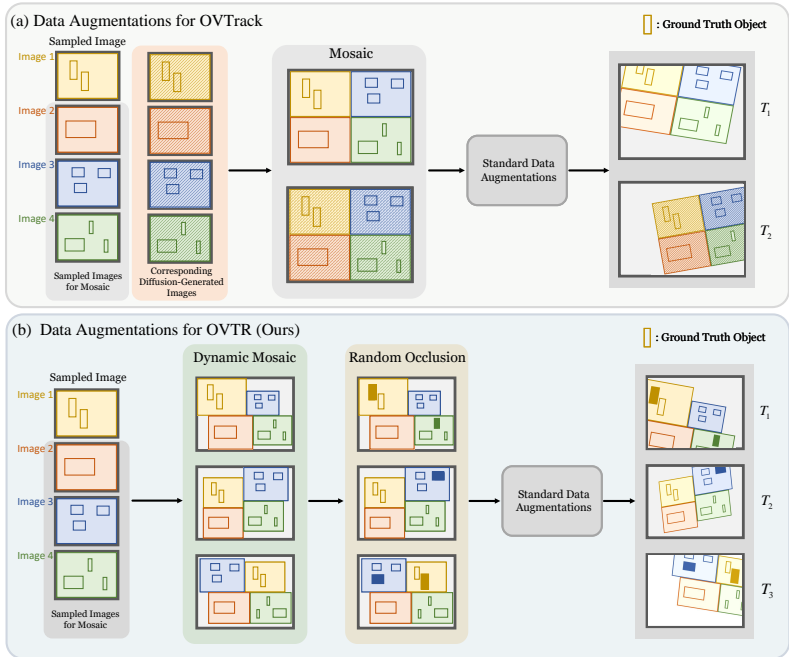 (a) Data Augmentations for OVTrack
: Ground Truth Object
Sampled Image
Mosaic
Image 1
Image 2
Image 3
Image 4
Standard Data
Augmentations
T1
T2
Sampled Images
for Mosaic
Corresponding
Diffusion-Generated
Images
(b) Data Augmentations for OVTR (Ours)
: Ground Truth Object
Dynamic Mosaic
Random Occlusion
Sampled Image
Image 1
Image 2
Image 3
Image 4
Standard Data
Augmentations
T1
T2
T3
Sampled Images
for Mosaic